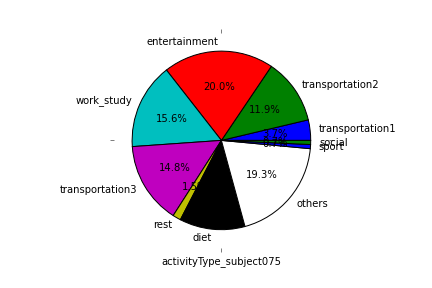 entertainment
transportation2
20.0%
11.9%
work_study
15.6%
transportation1
social
sport
14.8%
19.3%
transportation3
others
rest
diet
activityType_subject075